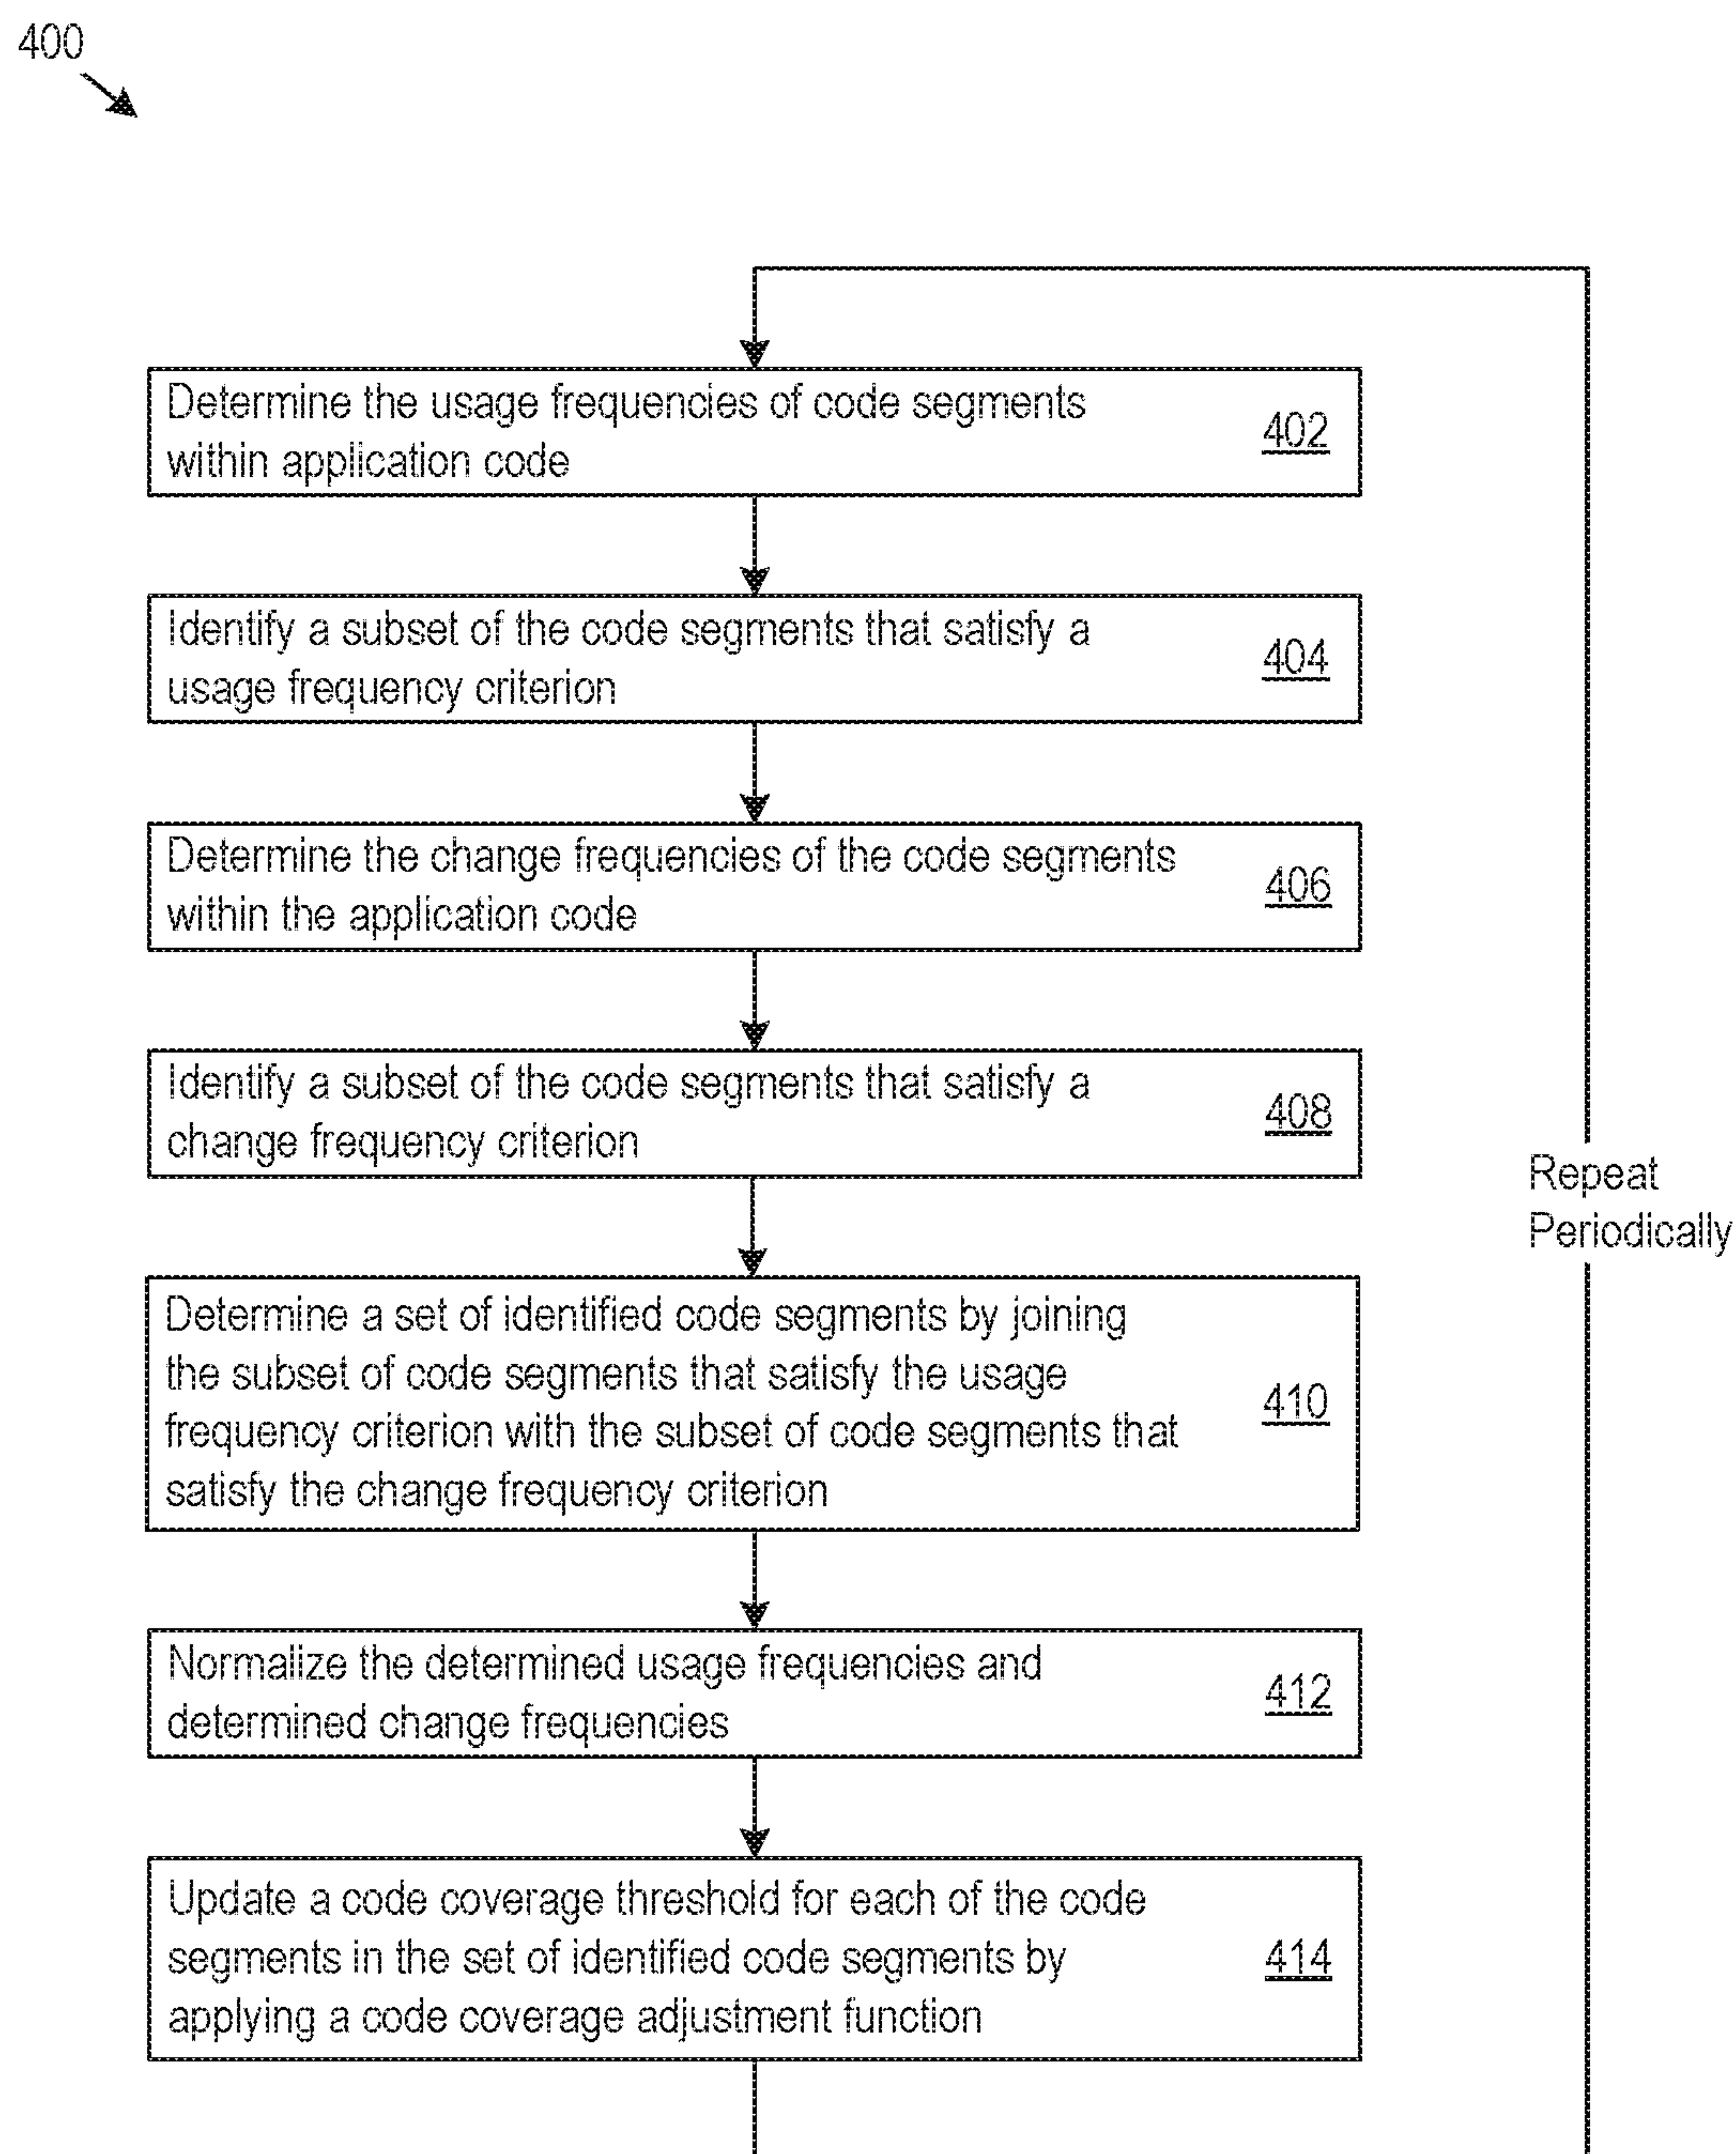 400
Determine the usage frequencies of code segments
within application code
402
Identify a subset of the code segments that satisfy a
usage frequency criterion
404
Determine the change frequencies of the code segments
within the application code
406
Identify a subset of the code segments that satisfy a
change frequency criterion
408
Repeat
Periodically
Determine a set of identified code segments by joining
the subset of code segments that satisfy the usage
frequency criterion with the subset of code segments that
satisfy the change frequency criterion
410
Normalize the determined usage frequencies and
determined change frequencies
412
Update a code coverage threshold for each of the code
segments in the set of identified code segments by
applying a code coverage adjustment function
414